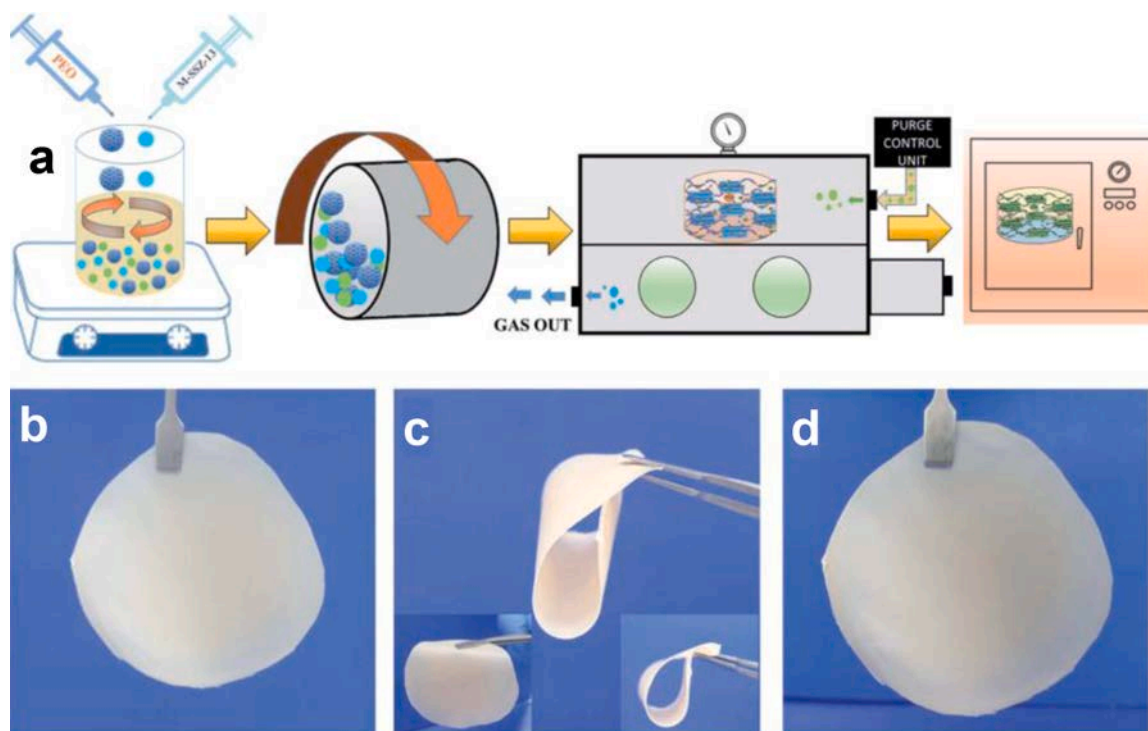 PEO
M-SSZ-13
a
PURGE
CONTROL
UNIT
GAS OUT
b
c
d